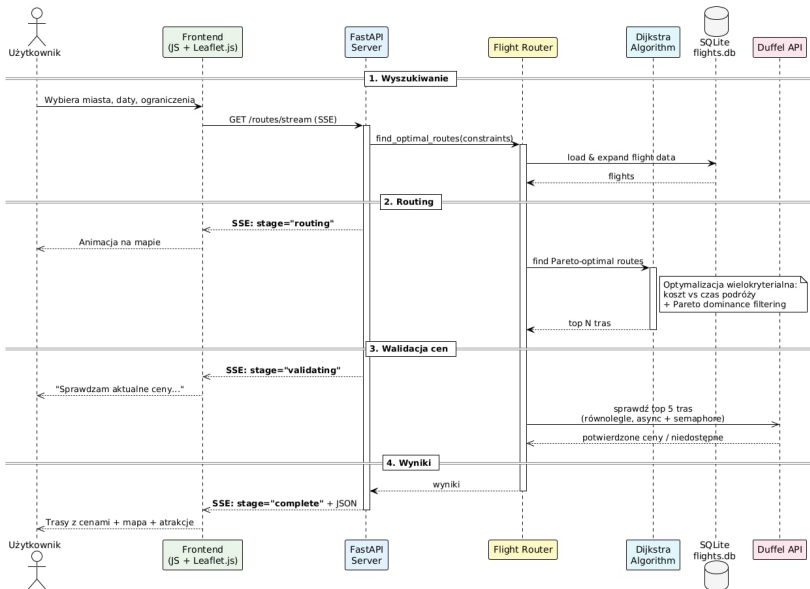 Użytkownik
Frontend
(JS + Leaflet.js)
FastAPI
Server
Flight Router
Dijkstra
Algorithm
SQLite
flights.db
Duffel API
1. Wyszukiwanie
Wybiera miasta, daty, ograniczenia
GET /routes/stream (SSE)
find_optimal_routes(constraints)
load & expand flight data
flights
2. Routing
SSE: stage="routing"
Animacja na mapie
find Pareto-optimal routes
Optymalizacja wielokryterialna:
koszt vs czas podróży
+ Pareto dominance filtering
top N tras
3. Walidacja cen
SSE: stage="validating"
"Sprawdzam aktualne ceny..."
sprawdź top 5 tras
(równolegle, async + semaphore)
potwierdzone ceny / niedostępne
4. Wyniki
wyniki
SSE: stage="complete" + JSON
Trasy z cenami + mapa + atrakcje
Użytkownik
Frontend
(JS + Leaflet.js)
FastAPI
Server
Flight Router
Dijkstra
Algorithm
SQLite
flights.db
Duffel API